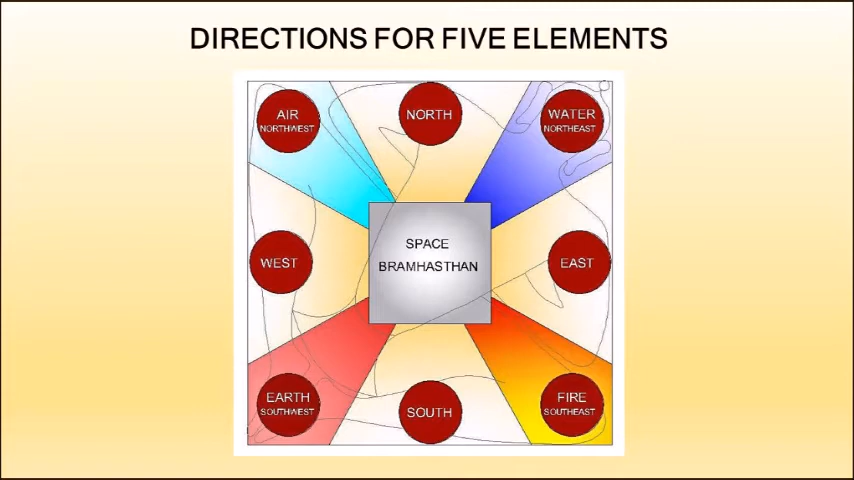 DIRECTIONS FOR FIVE ELEMENTS
AIR
NORTHWEST
NORTH
WATER
NORTHEAST
SPACE
BRAMHASTHAN
WEST
EAST
EARTH
SOUTHWEST
SOUTH
FIRE
SOUTHEAST